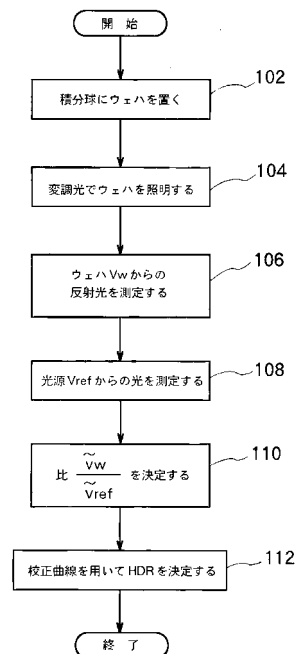 開始
積分球にウェハを置く
102
変調光でウェハを照明する
104
ウェハVwからの
反射光を測定する
106
光源Vrefからの光を測定する
108
比 Ṽw / Ṽref を決定する
110
校正曲線を用いてHDRを決定する
112
終了